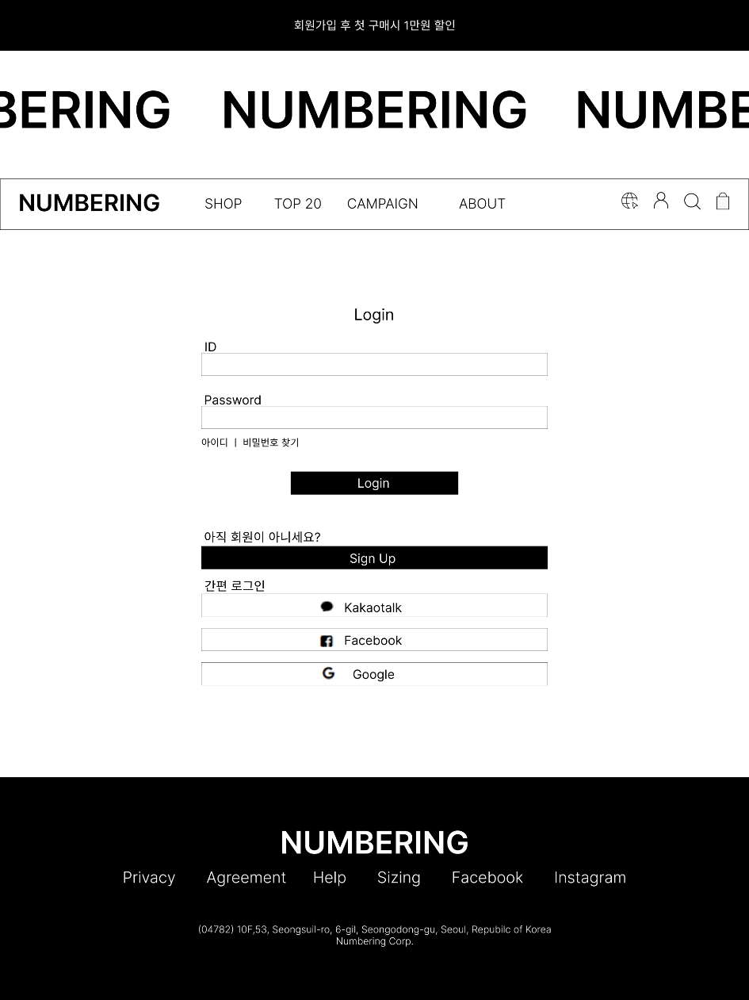 회원가입 후 첫 구매시 1만원 할인
BERING NUMBERING NUMBE
NUMBERING SHOP TOP 20 CAMPAIGN ABOUT
Login
ID
Password
아이디 | 비밀번호 찾기
Login
아직 회원이 아니세요?
Sign Up
간편 로그인
Kakaotalk
Facebook
Google
NUMBERING
Privacy Agreement Help Sizing Facebook Instagram
(04782) 10F,53, Seongsuil-ro, 6-gil, Seongodong-gu, Seoul, Repubilc of Korea
Numbering Corp.